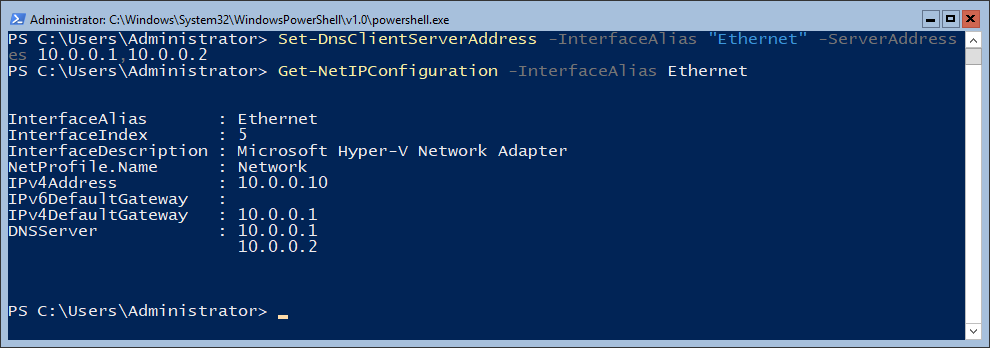 Administrator: C:\Windows\System32\WindowsPowerShell\v1.0\powershell.exe
PS C:\Users\Administrator> Set-DnsClientServerAddress -InterfaceAlias "Ethernet" -ServerAddress
es 10.0.0.1,10.0.0.2
PS C:\Users\Administrator> Get-NetIPConfiguration -InterfaceAlias Ethernet
InterfaceAlias       : Ethernet
InterfaceIndex       : 5
InterfaceDescription : Microsoft Hyper-V Network Adapter
NetProfile.Name      : Network
IPv4Address          : 10.0.0.10
IPv6DefaultGateway   :
IPv4DefaultGateway   : 10.0.0.1
DNSServer            : 10.0.0.1
                       10.0.0.2
PS C:\Users\Administrator>